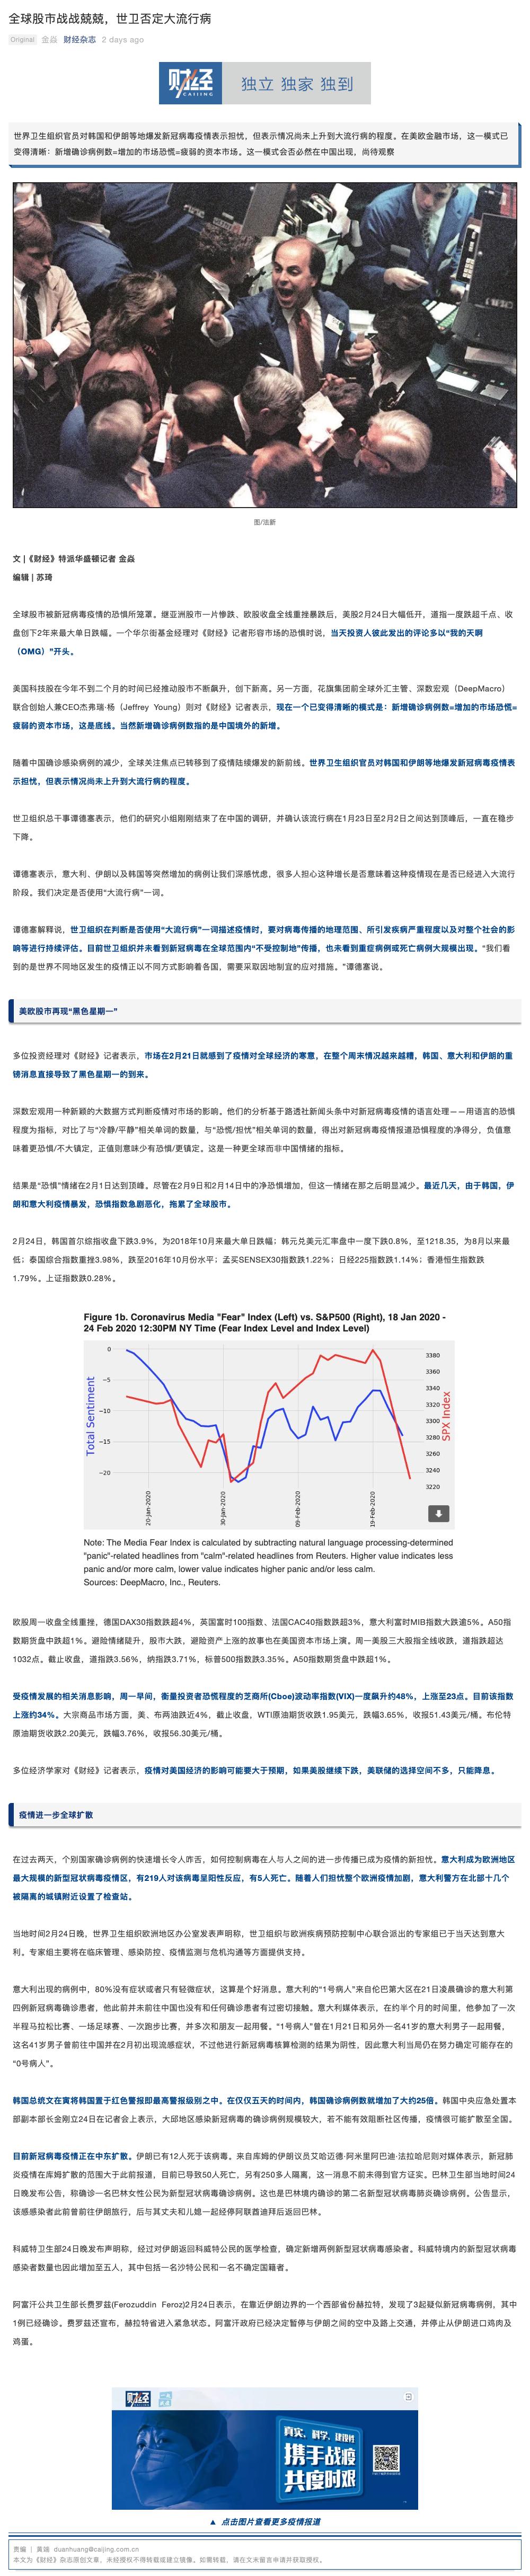 全球股市战战兢兢，世卫否定大流行病
Original 金焱 财经杂志 2 days ago
财经 CAIJING 独立 独家 独到
世界卫生组织官员对韩国和伊朗等地爆发新冠病毒疫情表示担忧，但表示情况尚未上升到大流行病的程度。在美欧金融市场，这一模式已
变得清晰：新增确诊病例数=增加的市场恐慌=疲弱的资本市场。这一模式会否必然在中国出现，尚待观察
图/法新
文 |《财经》特派华盛顿记者 金焱
编辑 | 苏琦
全球股市被新冠病毒疫情的恐惧所笼罩。继亚洲股市一片惨跌、欧股收盘全线重挫暴跌后，美股2月24日大幅低开，道指一度跌超千点、收
盘创下2年来最大单日跌幅。一个华尔街基金经理对《财经》记者形容市场的恐惧时说，当天投资人彼此发出的评论多以“我的天啊
（OMG）”开头。
美国科技股在今年不到二个月的时间已经推动股市不断飙升，创下新高。另一方面，花旗集团前全球外汇主管、深数宏观（DeepMacro）
联合创始人兼CEO杰弗瑞·杨（Jeffrey Young）则对《财经》记者表示，现在一个已变得清晰的模式是：新增确诊病例数=增加的市场恐慌=
疲弱的资本市场，这是底线。当然新增确诊病例数指的是中国境外的新增。
随着中国确诊感染病例的减少，全球关注焦点已转移到了疫情陆续爆发的新前线。世界卫生组织官员对韩国和伊朗等地爆发新冠病毒疫情表
示担忧，但表示情况尚未上升到大流行病的程度。
世卫组织总干事谭德塞表示，他们的研究小组刚刚结束了在中国的调研，并确认该流行病在1月23日至2月2日之间达到顶峰后，一直在稳步
下降。
谭德塞表示，意大利、伊朗以及韩国等突然增加的病例让我们深感忧虑，很多人担心这种增长是否意味着这种疫情现在是否已经进入大流行
阶段。我们决定是否使用“大流行病”一词。
谭德塞解释说，世卫组织在判断是否使用“大流行病”一词描述疫情时，要对病毒传播的地理范围、所引发疾病严重程度以及对整个社会的影
响等进行持续评估。目前世卫组织并未看到新冠病毒在全球范围内“不受控制地”传播，也未看到重症病例或死亡病例大规模出现。“我们看
到的是世界不同地区发生的疫情正以不同方式影响着各国，需要采取因地制宜的应对措施。”谭德塞说。
美欧股市再现“黑色星期一”
多位投资经理对《财经》记者表示，市场在2月21日就感到了疫情对全球经济的寒意，在整个周末情况越来越糟，韩国、意大利和伊朗的重
磅消息直接导致了黑色星期一的到来。
深数宏观用一种新颖的大数据方式判断疫情对市场的影响。他们的分析基于路透社新闻头条中对新冠病毒疫情的语言处理——用语言的恐惧
程度为指标，对比了与“冷静/平静”相关单词的数量，与“恐慌/担忧”相关单词的数量，得出对新冠病毒疫情报道恐惧程度的净得分，负值意
味着更恐惧/不大镇定，正值则意味少有恐惧/更镇定。这是一种更全球而非中国情绪的指标。
结果是“恐惧”情绪在2月1日达到顶峰。尽管在2月9日和2月14日中的净恐惧增加，但这一情绪在那之后明显减少。最近几天，由于韩国，伊
朗和意大利疫情暴发，恐惧指数急剧恶化，拖累了全球股市。
2月24日，韩国首尔综指收盘下跌3.9%，为2018年10月来最大单日跌幅；韩元兑美元汇率盘中一度下跌0.8%，至1218.35，为8月以来最
低；泰国综合指数重挫3.98%，跌至2016年10月份水平；孟买SENSEX30指数跌1.22%；日经225指数跌1.14%；香港恒生指数跌
1.79%。上证指数跌0.28%。
Figure 1b. Coronavirus Media "Fear" Index (Left) vs. S&P500 (Right), 18 Jan 2020 -
24 Feb 2020 12:30PM NY Time (Fear Index Level and Index Level)
Total Sentiment
0
-5
-10
-15
-20
3380
3360
3340
3320
3300
3280
3260
3240
3220
SPX Index
20-Jan-2020
30-Jan-2020
09-Feb-2020
19-Feb-2020
Note: The Media Fear Index is calculated by subtracting natural language processing-determined
"panic"-related headlines from "calm"-related headlines from Reuters. Higher value indicates less
panic and/or more calm, lower value indicates higher panic and/or less calm.
Sources: DeepMacro, Inc., Reuters.
欧股周一收盘全线重挫，德国DAX30指数跌超4%，英国富时100指数、法国CAC40指数跌超3%，意大利富时MIB指数大跌逾5%。A50指
数期货盘中跌超1%。避险情绪陡升，股市大跌，避险资产上涨的故事也在美国资本市场上演。周一美股三大股指全线收跌，道指跌超达
1032点。截止收盘，道指跌3.56%，纳指跌3.71%，标普500指数跌3.35%。A50指数期货盘中跌超1%。
受疫情发展的相关消息影响，周一早间，衡量投资者恐慌程度的芝商所(Cboe)波动率指数(VIX)一度飙升约48%，上涨至23点。目前该指数
上涨约34%。大宗商品市场方面，美、布两油跌近4%，截止收盘，WTI原油期货收跌1.95美元，跌幅3.65%，收报51.43美元/桶。布伦特
原油期货收跌2.20美元，跌幅3.76%，收报56.30美元/桶。
多位经济学家对《财经》记者表示，疫情对美国经济的影响可能要大于预期，如果美股继续下跌，美联储的选择空间不多，只能降息。
疫情进一步全球扩散
在过去两天，个别国家确诊病例的快速增长令人咋舌，如何控制病毒在人与人之间的进一步传播已成为疫情的新担忧。意大利成为欧洲地区
最大规模的新型冠状病毒疫情区，有219人对该病毒呈阳性反应，有5人死亡。随着人们担忧整个欧洲疫情加剧，意大利警方在北部十几个
被隔离的城镇附近设置了检查站。
当地时间2月24日晚，世界卫生组织欧洲地区办公室发表声明称，世卫组织与欧洲疾病预防控制中心联合派出的专家组已于当天达到意大
利。专家组主要将在临床管理、感染防控、疫情监测与危机沟通等方面提供支持。
意大利出现的病例中，80%没有症状或者只有轻微症状，这算是个好消息。意大利的“1号病人”来自伦巴第大区在21日凌晨确诊的意大利第
四例新冠病毒确诊患者，他此前并未前往中国也没有和任何确诊患者有过密切接触。意大利媒体表示，在约半个月的时间里，他参加了一次
半程马拉松比赛、一场足球赛、一次跑步比赛，并多次和朋友一起用餐。“1号病人”曾在1月21日和另外一名41岁的意大利男子一起用餐，
这名41岁男子曾前往中国并在2月初出现流感症状，不过他进行新冠病毒核算检测的结果为阴性，因此意大利当局仍在努力确定可能存在的
“0号病人”。
韩国总统文在寅将韩国置于红色警报即最高警报级别之中。在仅仅五天的时间内，韩国确诊病例数就增加了大约25倍。韩国中央应急处置本
部副本部长金刚立24日在记者会上表示，大邱地区感染新冠病毒的确诊病例规模较大，若不能有效阻断社区传播，疫情很可能扩散至全国。
目前新冠病毒疫情正在中东扩散。伊朗已有12人死于该病毒。来自库姆的伊朗议员艾哈迈德·阿米里阿巴迪·法拉哈尼则对媒体表示，新冠肺
炎疫情在库姆扩散的范围大于此前报道，目前已导致50人死亡，另有250多人隔离，这一消息不前未得到官方证实。巴林卫生部当地时间24
日晚发布公告，称确诊一名巴林女性公民为新型冠状病毒确诊病例。这也是巴林境内确诊的第二名新型冠状病毒肺炎确诊病例。公告显示，
该感感染者此前曾前往伊朗旅行，后与其丈夫和儿媳一起经停阿联酋迪拜后返回巴林。
科威特卫生部24日晚发布声明称，经过对伊朗返回科威特公民的医学检查，确定新增两例新型冠状病毒感染者。科威特境内的新型冠状病毒
感染者数量也因此增加至五人，其中包括一名沙特公民和一名不确定国籍者。
阿富汗公共卫生部长费罗兹(Ferozuddin Feroz)2月24日表示，在靠近伊朗边界的一个西部省份赫拉特，发现了3起疑似新冠病毒病例，其中
1例已经确诊。费罗兹还宣布，赫拉特省进入紧急状态。阿富汗政府已经决定暂停与伊朗之间的空中及路上交通，并停止从伊朗进口鸡肉及
鸡蛋。
财经
真实、科学、建设性
携手战疫
共度时艰
▲ 点击图片查看更多疫情报道
责编 | 黄端 duanhuang@caijing.com.cn
本文为《财经》杂志原创文章，未经授权不得转载或建立镜像。如需转载，请在文末留言申请并获取授权。